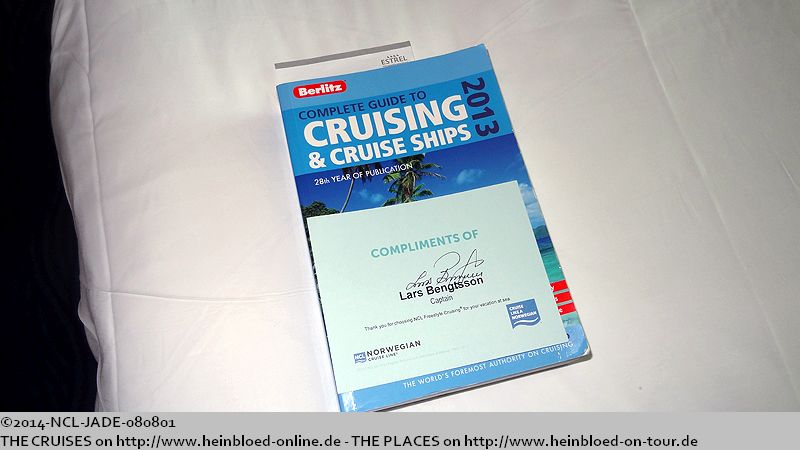 ESTREL
Berlitz
COMPLETE GUIDE TO
CRUISING
& CRUISE SHIPS
2013
28th YEAR OF PUBLICATION
COMPLIMENTS OF
Lars Bengtsson
Captain
Thank you for choosing NCL Freestyle Cruising® for your vacation at sea.
CRUISE
LIKE A
NORWEGIAN
NCL NORWEGIAN
CRUISE LINE®
THE WORLD'S FOREMOST AUTHORITY ON CRUISING
©2014-NCL-JADE-080801
THE CRUISES on http://www.heinbloed-online.de - THE PLACES on http://www.heinbloed-on-tour.de